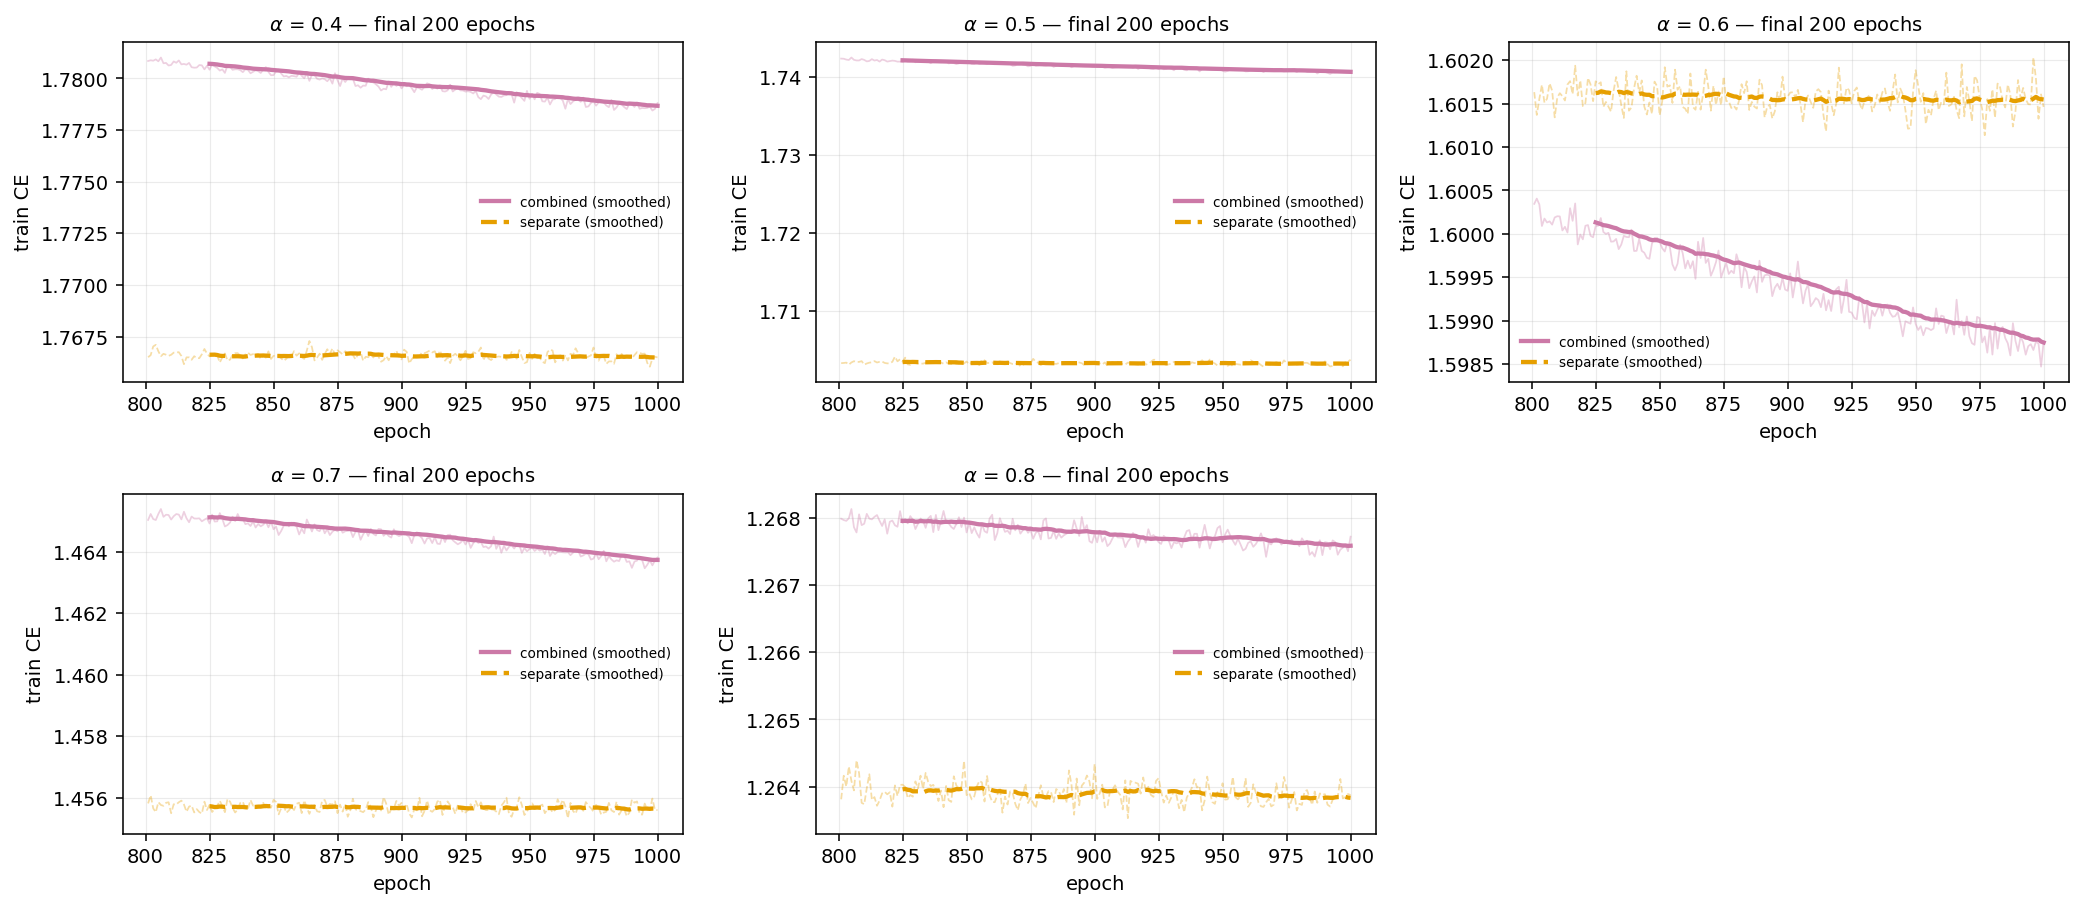 α = 0.4 — final 200 epochs
1.7800
1.7775
1.7750
1.7725
1.7700
1.7675
train CE
combined (smoothed)
separate (smoothed)
800 825 850 875 900 925 950 975 1000
epoch
α = 0.5 — final 200 epochs
1.74
1.73
1.72
1.71
train CE
combined (smoothed)
separate (smoothed)
800 825 850 875 900 925 950 975 1000
epoch
α = 0.6 — final 200 epochs
1.6020
1.6015
1.6010
1.6005
1.6000
1.5995
1.5990
1.5985
train CE
combined (smoothed)
separate (smoothed)
800 825 850 875 900 925 950 975 1000
epoch
α = 0.7 — final 200 epochs
1.464
1.462
1.460
1.458
1.456
train CE
combined (smoothed)
separate (smoothed)
800 825 850 875 900 925 950 975 1000
epoch
α = 0.8 — final 200 epochs
1.268
1.267
1.266
1.265
1.264
train CE
combined (smoothed)
separate (smoothed)
800 825 850 875 900 925 950 975 1000
epoch